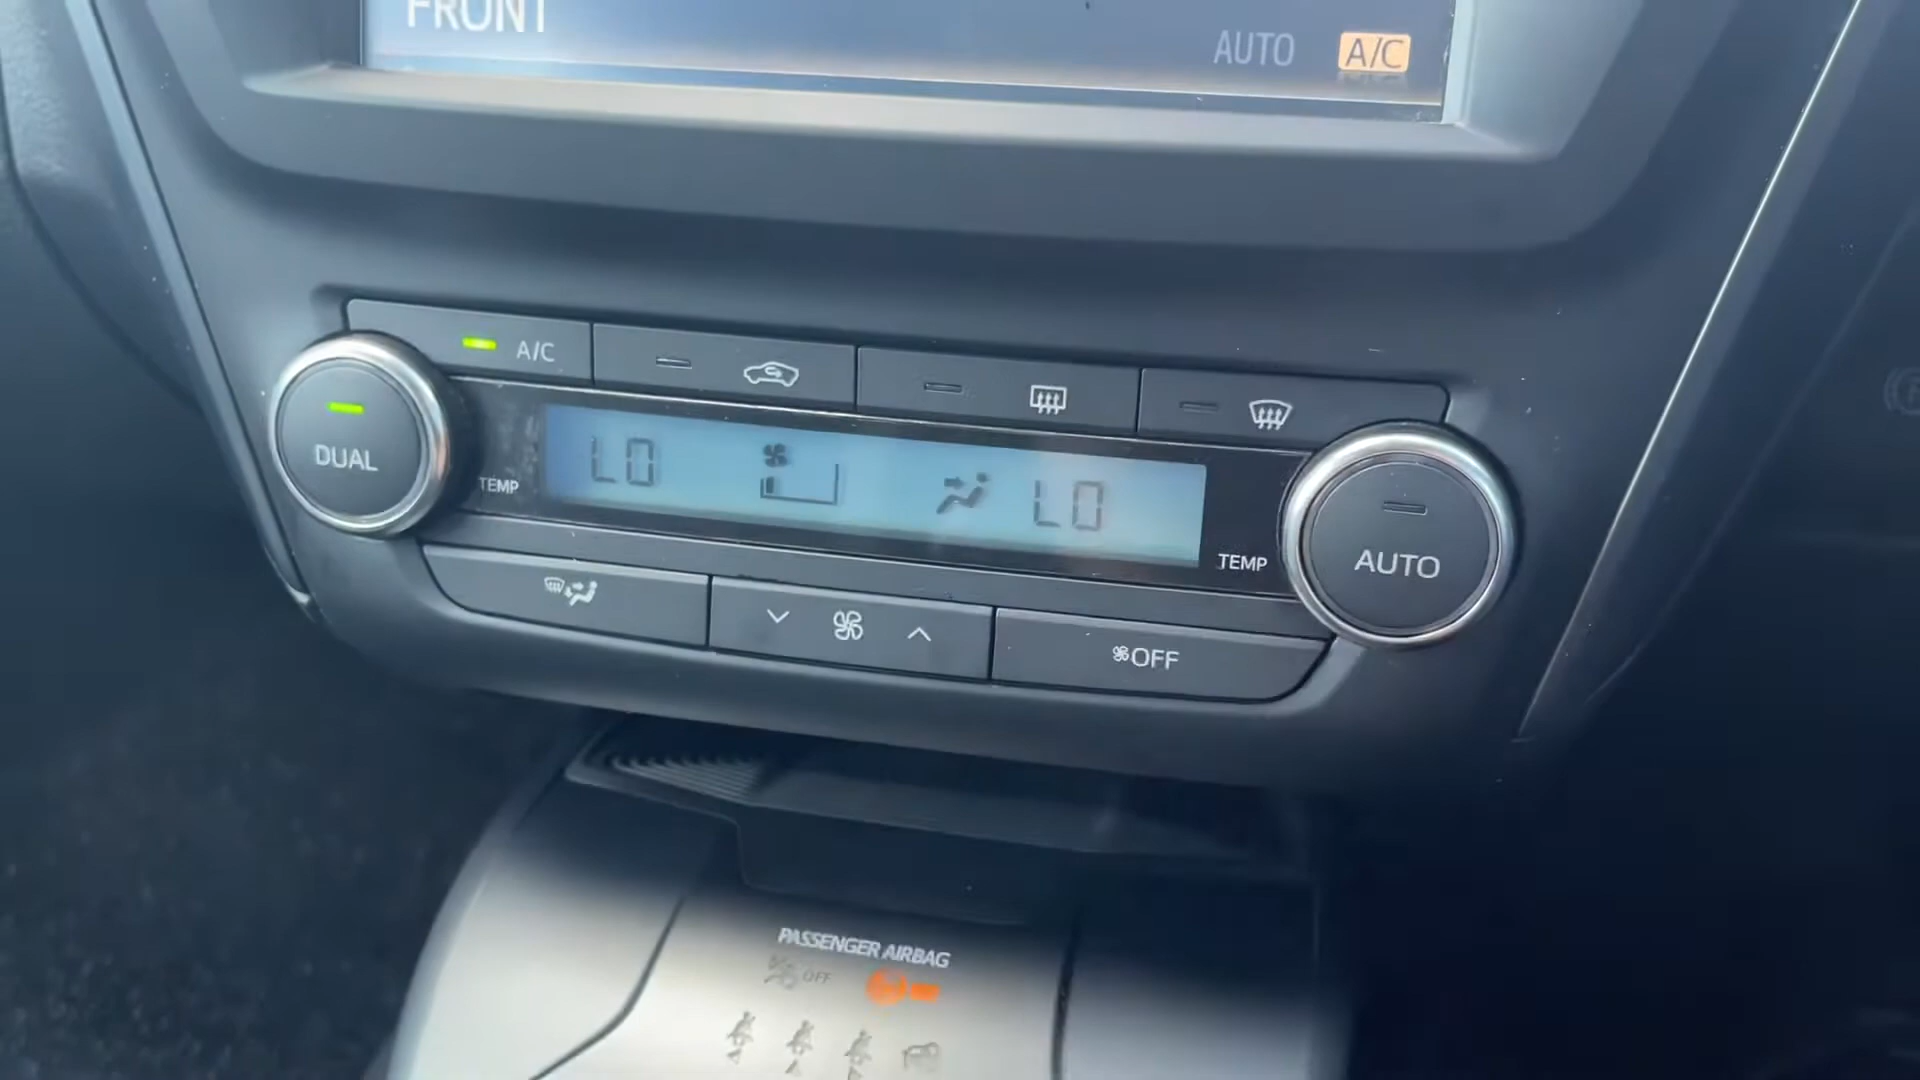 FRONT
AUTO A/C
A/C
DUAL
TEMP LO LO TEMP
AUTO
OFF
PASSENGER AIRBAG
OFF